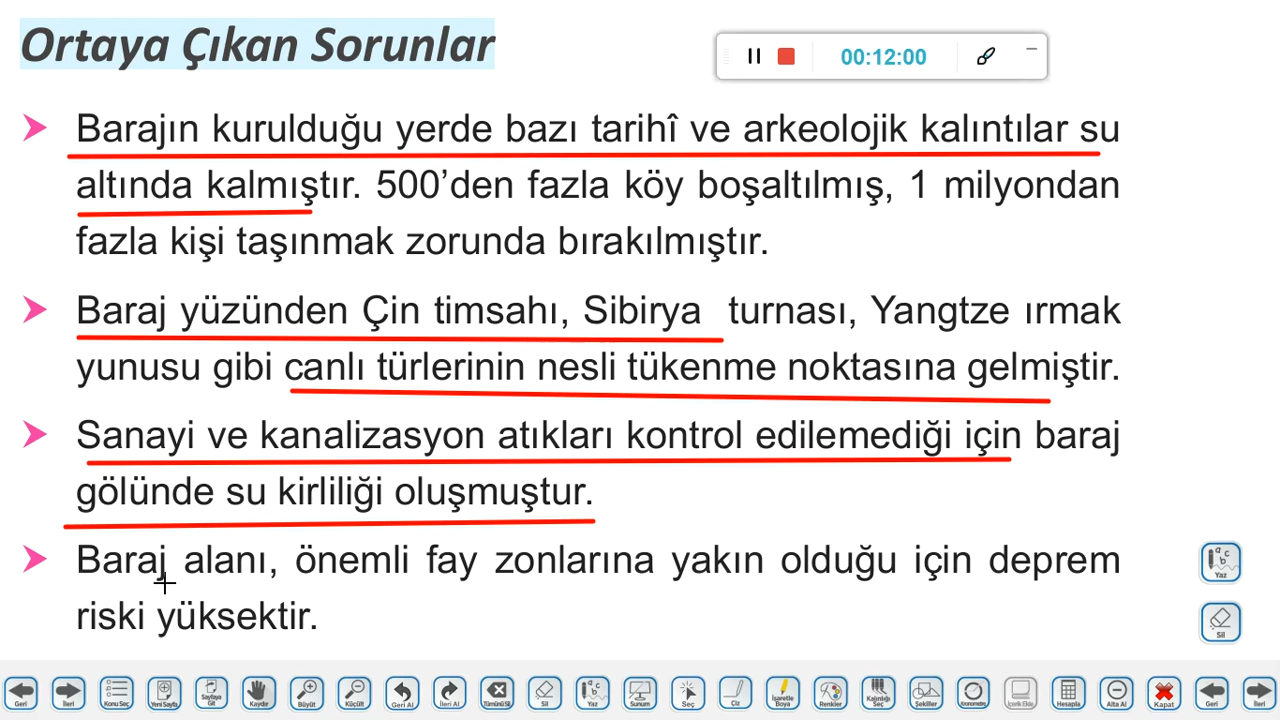 Ortaya Çıkan Sorunlar
00:12:00
Barajın kurulduğu yerde bazı tarihî ve arkeolojik kalıntılar su
altında kalmıştır. 500’den fazla köy boşaltılmış, 1 milyondan
fazla kişi taşınmak zorunda bırakılmıştır.
Baraj yüzünden Çin timsahı, Sibirya turnası, Yangtze ırmak
yunusu gibi canlı türlerinin nesli tükenme noktasına gelmiştir.
Sanayi ve kanalizasyon atıkları kontrol edilemediği için baraj
gölünde su kirliliği oluşmuştur.
Baraj alanı, önemli fay zonlarına yakın olduğu için deprem
riski yüksektir.
a b c
Yaz
Sil
Geri İleri Konu Seç Yeni Sayfa Sayfaya Git Kaydır Büyüt Küçült Geri Al İleri Al Tümünü Sil Sil Yaz Sunum Seç Çiz İşaretle Boya Renkler Kalınlığı Seç Şekiller Kronometre İçerik Ekle Hesapla Alta Al Kapat Geri İleri